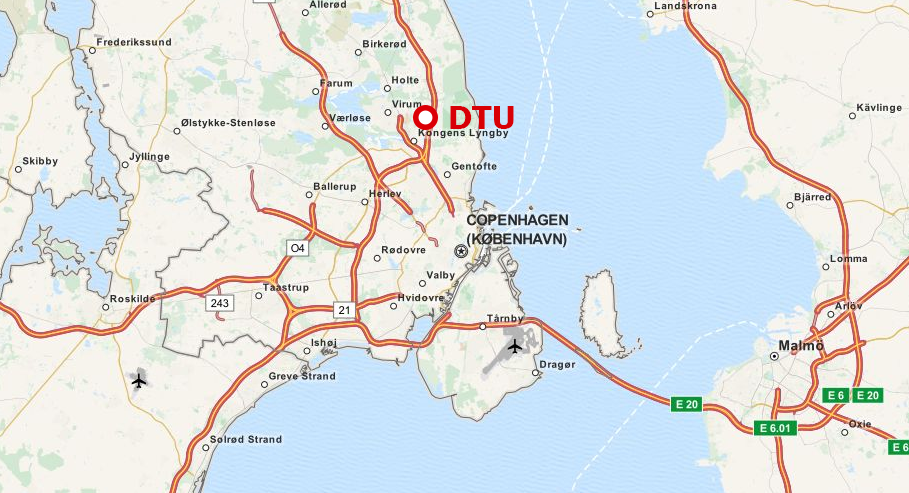 Allerød
Landskrona
Frederikssund
Birkerød
Holte
Farum
Virum
DTU
Kävlinge
Ølstykke-Stenløse
Værløse
Kongens Lyngby
Skibby
Jyllinge
Gentofte
Ballerup
Herlev
Bjärred
COPENHAGEN
(KØBENHAVN)
O4
Rødovre
Lomma
Valby
Taastrup
Roskilde
243
21
Hvidovre
Arlöv
Tårnby
Malmö
Ishøj
Dragør
Greve Strand
E 6
E 20
E 20
E 6.01
Oxie
Solrød Strand
E 6